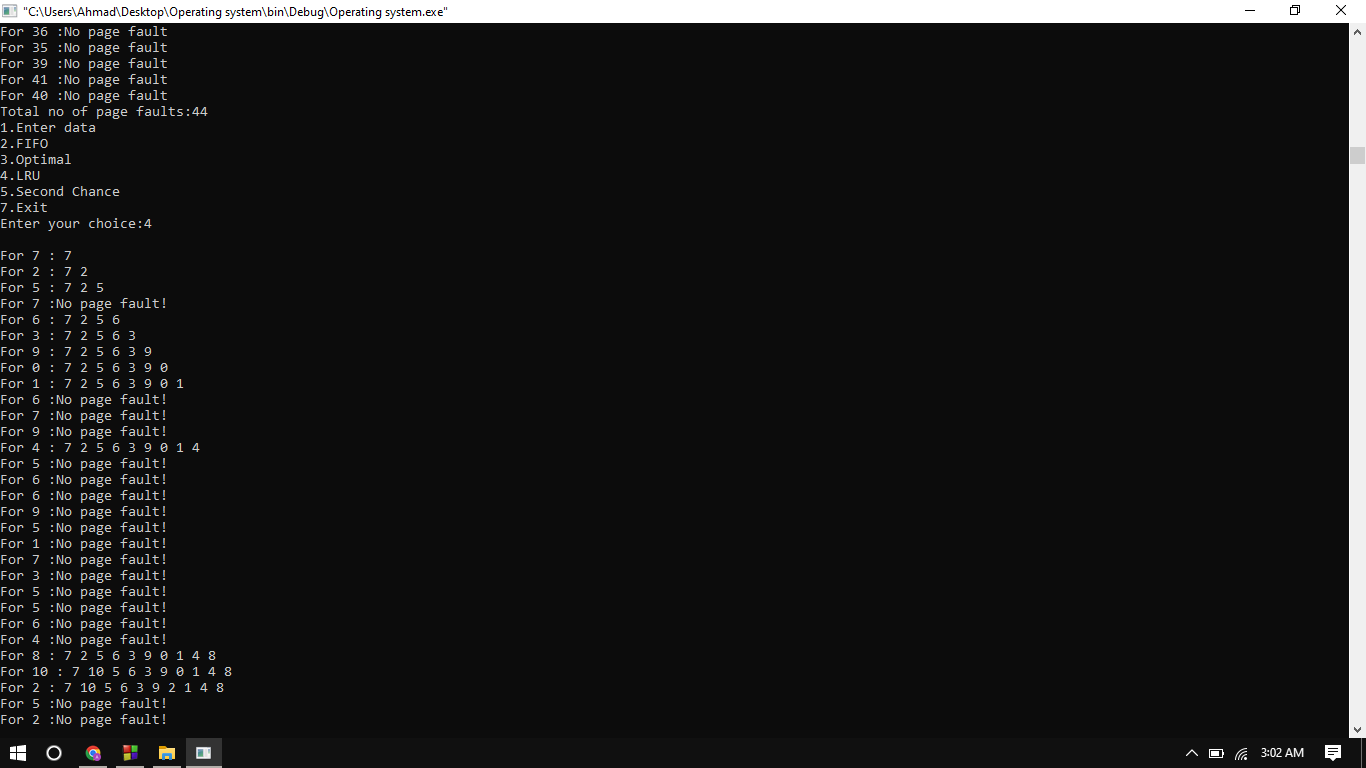 "C:\Users\Ahmad\Desktop\Operating system\bin\Debug\Operating system.exe"
For 36 :No page fault
For 35 :No page fault
For 39 :No page fault
For 41 :No page fault
For 40 :No page fault
Total no of page faults:44
1.Enter data
2.FIFO
3.Optimal
4.LRU
5.Second Chance
7.Exit
Enter your choice:4
For 7 : 7
For 2 : 7 2
For 5 : 7 2 5
For 7 :No page fault!
For 6 : 7 2 5 6
For 3 : 7 2 5 6 3
For 9 : 7 2 5 6 3 9
For 0 : 7 2 5 6 3 9 0
For 1 : 7 2 5 6 3 9 0 1
For 6 :No page fault!
For 7 :No page fault!
For 9 :No page fault!
For 4 : 7 2 5 6 3 9 0 1 4
For 5 :No page fault!
For 6 :No page fault!
For 6 :No page fault!
For 9 :No page fault!
For 5 :No page fault!
For 1 :No page fault!
For 7 :No page fault!
For 3 :No page fault!
For 5 :No page fault!
For 5 :No page fault!
For 6 :No page fault!
For 4 :No page fault!
For 8 : 7 2 5 6 3 9 0 1 4 8
For 10 : 7 10 5 6 3 9 0 1 4 8
For 2 : 7 10 5 6 3 9 2 1 4 8
For 5 :No page fault!
For 2 :No page fault!
3:02 AM